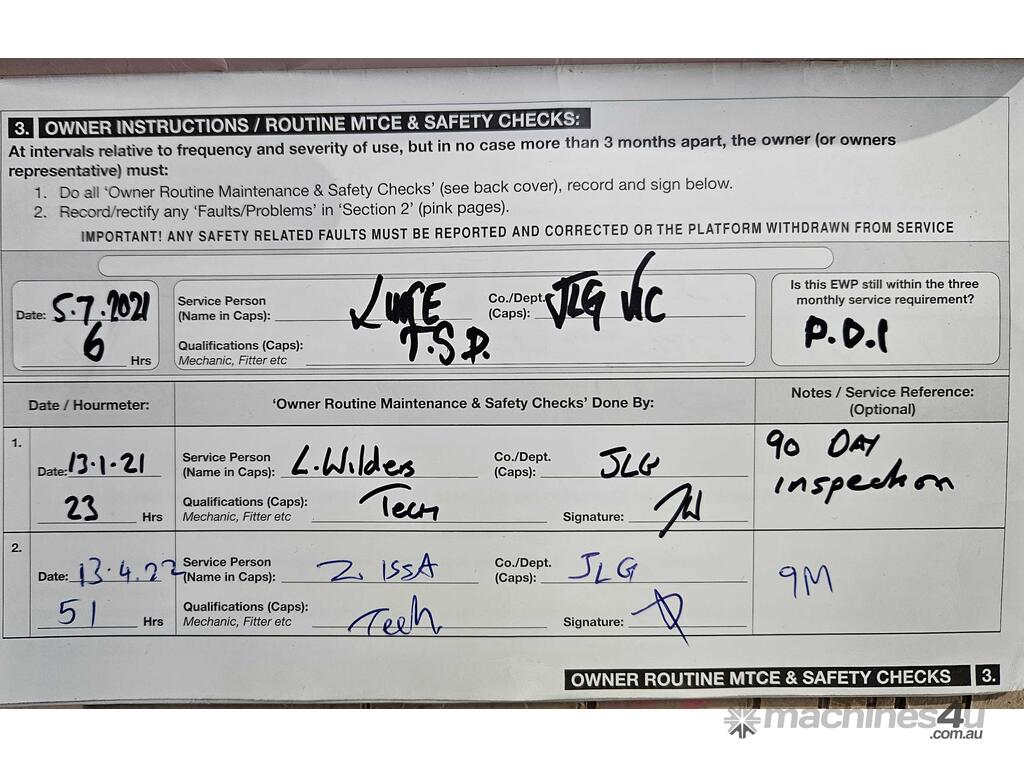 3. OWNER INSTRUCTIONS / ROUTINE MTCE & SAFETY CHECKS:
At intervals relative to frequency and severity of use, but in no case more than 3 months apart, the owner (or owners
representative) must:
1. Do all 'Owner Routine Maintenance & Safety Checks' (see back cover), record and sign below.
2. Record/rectify any 'Faults/Problems' in 'Section 2' (pink pages).
IMPORTANT! ANY SAFETY RELATED FAULTS MUST BE REPORTED AND CORRECTED OR THE PLATFORM WITHDRAWN FROM SERVICE
Date: 5.7.2021
6 Hrs
Service Person
(Name in Caps):
Co./Dept.
(Caps): JLG VIC
Qualifications (Caps): T.S.P.
Mechanic, Fitter etc
Is this EWP still within the three
monthly service requirement?
P.D.I
Date / Hourmeter:
'Owner Routine Maintenance & Safety Checks' Done By:
Notes / Service Reference:
(Optional)
1.
Date: 13.1.21
23 Hrs
Service Person
(Name in Caps): L. Wilders
Co./Dept.
(Caps): JLG
Qualifications (Caps):
Mechanic, Fitter etc Tech
Signature:
90 DAY
inspection
2.
Date: 13.4.22
51 Hrs
Service Person
(Name in Caps): Z. ISSA
Co./Dept.
(Caps): JLG
Qualifications (Caps):
Mechanic, Fitter etc Tech
Signature:
9M
OWNER ROUTINE MTCE & SAFETY CHECKS 3.
machines4u
.com.au